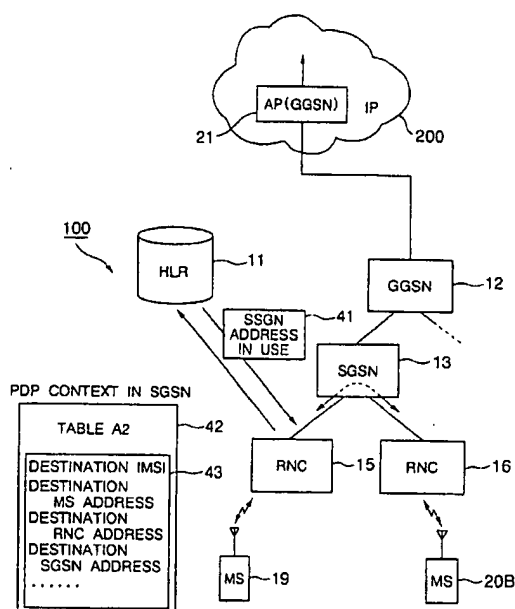 AP(GGSN)
IP
21
200
100
HLR
11
GGSN
12
SSGN
ADDRESS
IN USE
41
SGSN
13
PDP CONTEXT IN SGSN
TABLE A2
42
DESTINATION IMSI
43
DESTINATION
MS ADDRESS
DESTINATION
RNC ADDRESS
DESTINATION
SGSN ADDRESS
......
RNC
15
RNC
16
MS
19
MS
20B